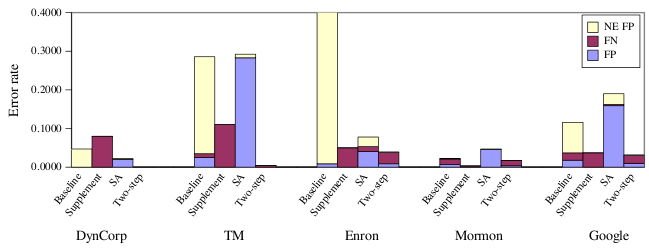 0.4000
0.3000
0.2000
0.1000
0.0000
Error rate
NE FP
FN
FP
Baseline Supplement SA Two-step
Baseline Supplement SA Two-step
Baseline Supplement SA Two-step
Baseline Supplement SA Two-step
Baseline Supplement SA Two-step
DynCorp TM Enron Mormon Google